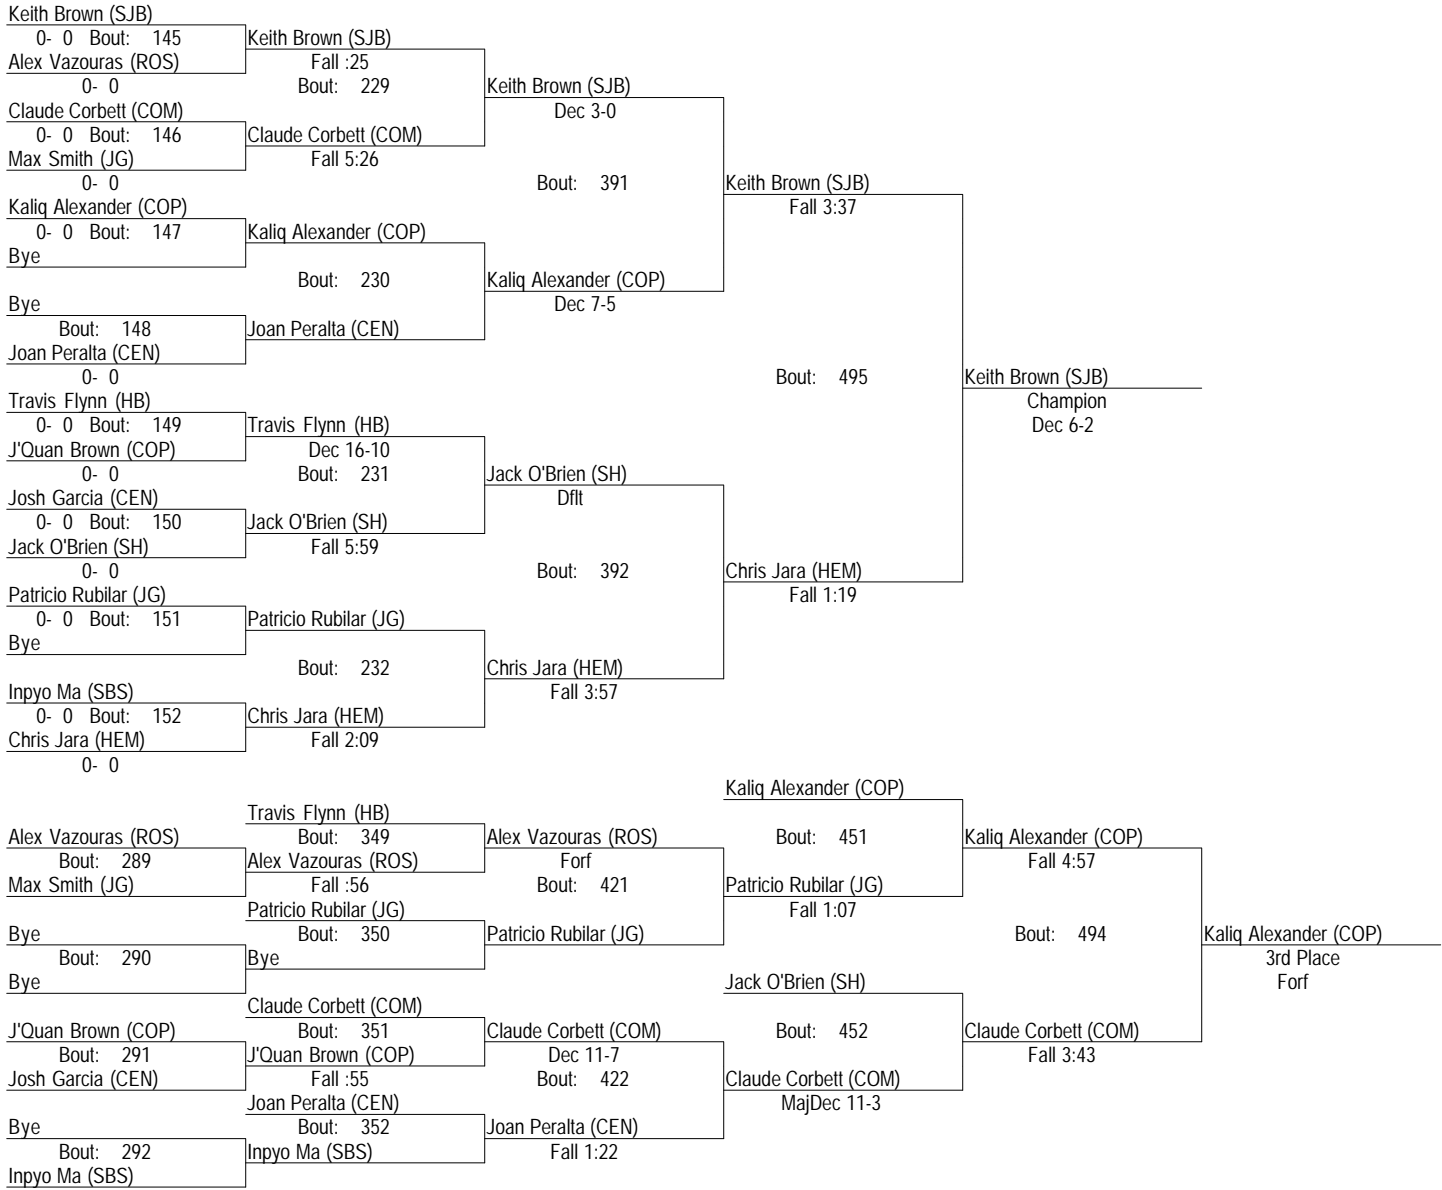 Keith Brown (SJB)
0- 0 Bout: 145 Keith Brown (SJB)
Alex Vazouras (ROS) Fall :25
0- 0 Bout: 229 Keith Brown (SJB)
Claude Corbett (COM) Dec 3-0
0- 0 Bout: 146 Claude Corbett (COM)
Max Smith (JG) Fall 5:26
0- 0 Bout: 391 Keith Brown (SJB)
Kaliq Alexander (COP) Fall 3:37
0- 0 Bout: 147 Kaliq Alexander (COP)
Bye
Bout: 230 Kaliq Alexander (COP)
Bye Dec 7-5
Bout: 148 Joan Peralta (CEN)
Joan Peralta (CEN)
0- 0 Bout: 495 Keith Brown (SJB)
Travis Flynn (HB) Champion
0- 0 Bout: 149 Travis Flynn (HB) Dec 6-2
J'Quan Brown (COP) Dec 16-10
0- 0 Bout: 231 Jack O'Brien (SH)
Josh Garcia (CEN) Dflt
0- 0 Bout: 150 Jack O'Brien (SH)
Jack O'Brien (SH) Fall 5:59
0- 0 Bout: 392 Chris Jara (HEM)
Patricio Rubilar (JG) Fall 1:19
0- 0 Bout: 151 Patricio Rubilar (JG)
Bye
Bout: 232 Chris Jara (HEM)
Inpyo Ma (SBS) Fall 3:57
0- 0 Bout: 152 Chris Jara (HEM)
Chris Jara (HEM) Fall 2:09
0- 0
Kaliq Alexander (COP)
Travis Flynn (HB)
Alex Vazouras (ROS) Bout: 349 Alex Vazouras (ROS) Bout: 451 Kaliq Alexander (COP)
Bout: 289 Alex Vazouras (ROS) Forf Fall 4:57
Max Smith (JG) Fall :56 Bout: 421 Patricio Rubilar (JG)
Patricio Rubilar (JG) Fall 1:07
Bye Bout: 350 Patricio Rubilar (JG) Bout: 494 Kaliq Alexander (COP)
Bout: 290 Bye 3rd Place
Bye Jack O'Brien (SH) Forf
Claude Corbett (COM)
J'Quan Brown (COP) Bout: 351 Claude Corbett (COM) Bout: 452 Claude Corbett (COM)
Bout: 291 J'Quan Brown (COP) Dec 11-7 Fall 3:43
Josh Garcia (CEN) Fall :55 Bout: 422 Claude Corbett (COM)
Joan Peralta (CEN) MajDec 11-3
Bye Bout: 352 Joan Peralta (CEN)
Bout: 292 Inpyo Ma (SBS) Fall 1:22
Inpyo Ma (SBS)